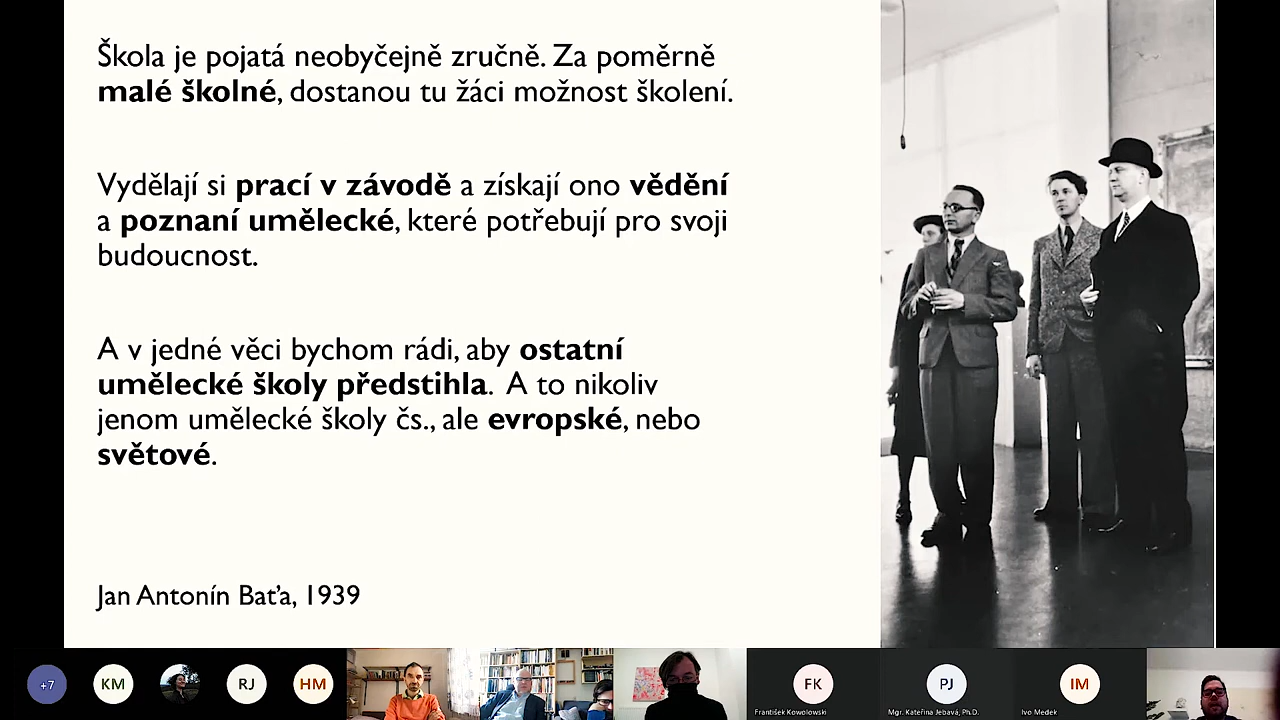 Škola je pojatá neobyčejně zručně. Za poměrně
malé školné, dostanou tu žáci možnost školení.
Vydělají si prací v závodě a získají ono vědění
a poznaní umělecké, které potřebují pro svoji
budoucnost.
A v jedné věci bychom rádi, aby ostatní
umělecké školy předstihla. A to nikoliv
jenom umělecké školy čs., ale evropské, nebo
světové.
Jan Antonín Baťa, 1939
+7
KM
RJ
HM
FK
František Kowolowski
PJ
Mgr. Kateřina Jebavá, Ph.D.
IM
Ivo Medek